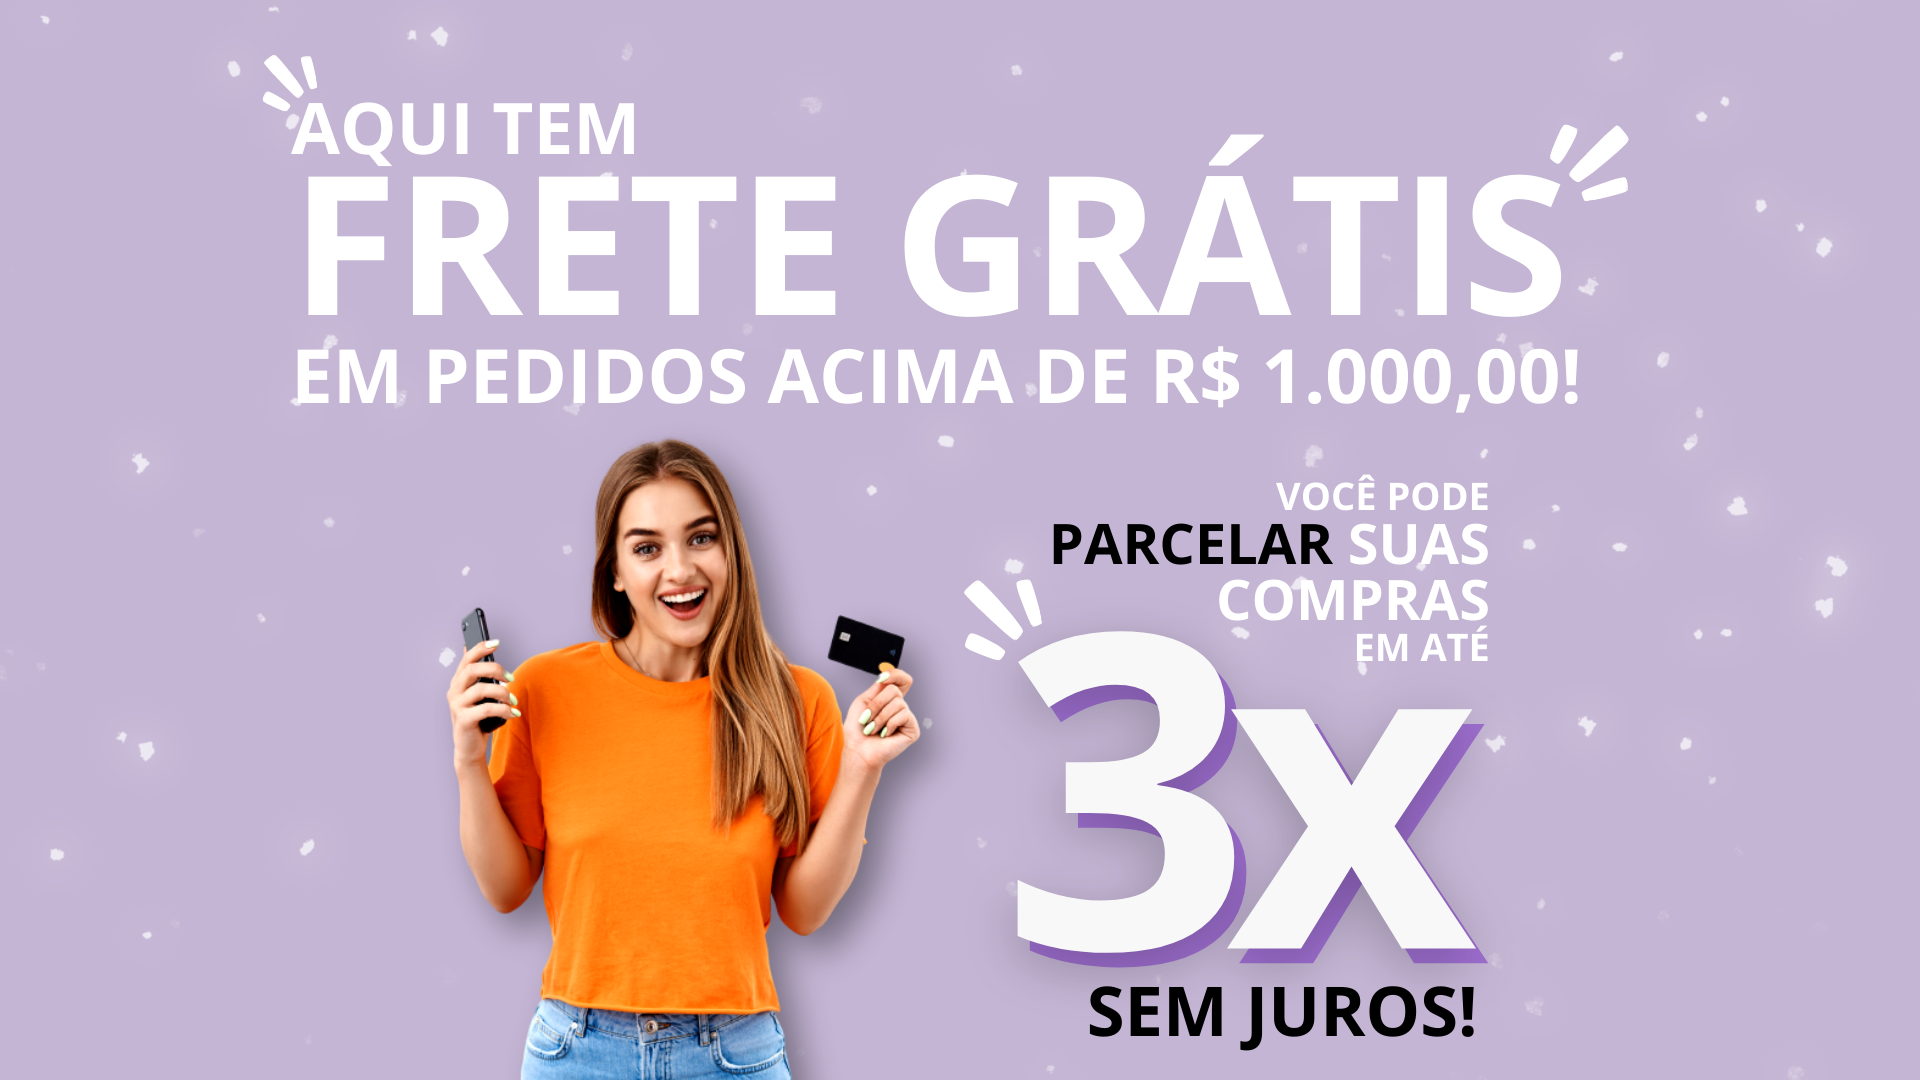 AQUI TEM
FRETE GRÁTIS
EM PEDIDOS ACIMA DE R$ 1.000,00!
VOCÊ PODE
PARCELAR SUAS
COMPRAS
EM ATÉ
3x
SEM JUROS!